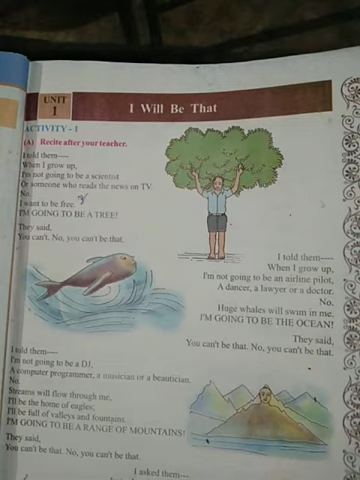 UNIT
1
I Will Be That
ACTIVITY - 1
(A) Recite after your teacher.
I told them----
When I grow up,
I'm not going to be a scientist
Or someone who reads the news on TV.
No.
I want to be free.
I'M GOING TO BE A TREE!
They said,
You can't. No, you can't be that.
I told them----
When I grow up,
I'm not going to be an airline pilot,
A dancer, a lawyer or a doctor.
No.
Huge whales will swim in me.
I'M GOING TO BE THE OCEAN!
They said,
You can't be that. No, you can't be that.
I told them----
I'm not going to be a DJ,
A computer programmer, a musician or a beautician.
No.
Streams will flow through me,
I'll be the home of eagles;
I'll be full of valleys and fountains.
I'M GOING TO BE A RANGE OF MOUNTAINS!
They said,
You can't be that. No, you can't be that.
I asked them---